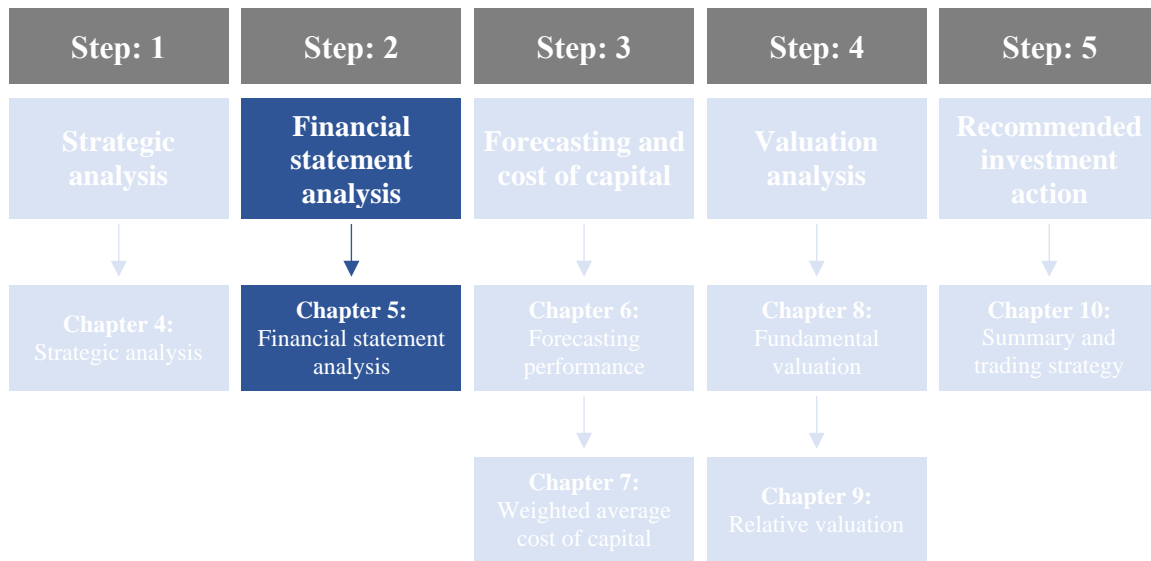 Step: 1
Step: 2
Step: 3
Step: 4
Step: 5
Strategic
analysis
Financial
statement
analysis
Forecasting and
cost of capital
Valuation
analysis
Recommended
investment
action
Chapter 4:
Strategic analysis
Chapter 5:
Financial statement
analysis
Chapter 6:
Forecasting
performance
Chapter 8:
Fundamental
valuation
Chapter 10:
Summary and
trading strategy
Chapter 7:
Weighted average
cost of capital
Chapter 9:
Relative valuation